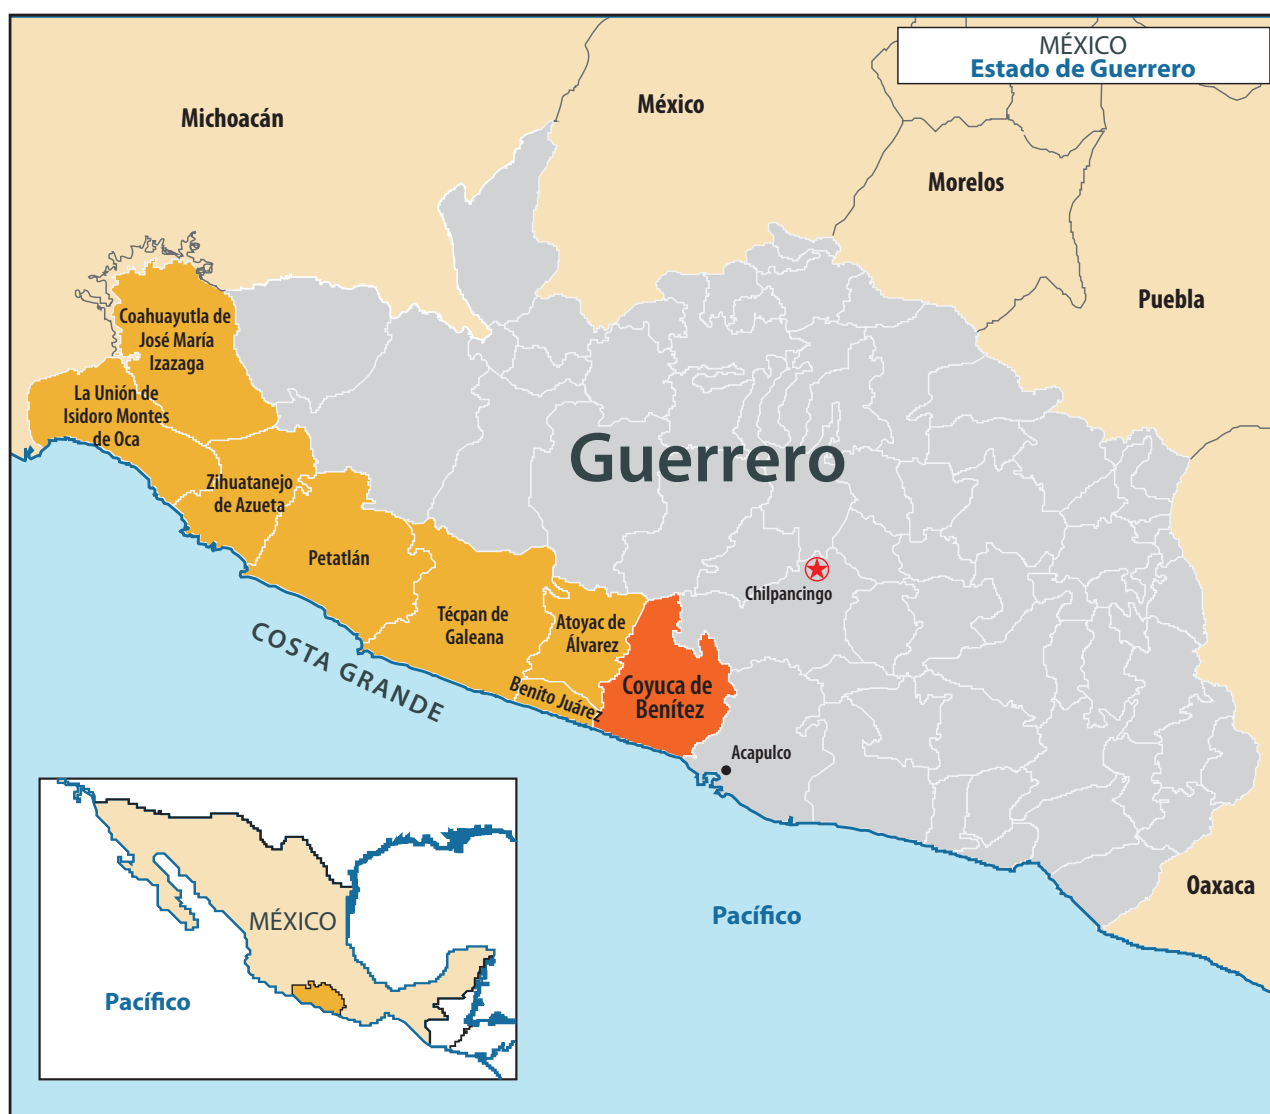 MÉXICO
Estado de Guerrero
Michoacán
México
Morelos
Puebla
Coahuayutla de
José María
Izazaga
La Unión de
Isidoro Montes
de Oca
Guerrero
Zihuatanejo
de Azueta
Petatlán
Chilpancingo
Técpan de
Galeana
Atoyac de
Álvarez
COSTA GRANDE
Benito Juárez
Coyuca de
Benítez
Acapulco
Oaxaca
Pacífico
MÉXICO
Pacífico